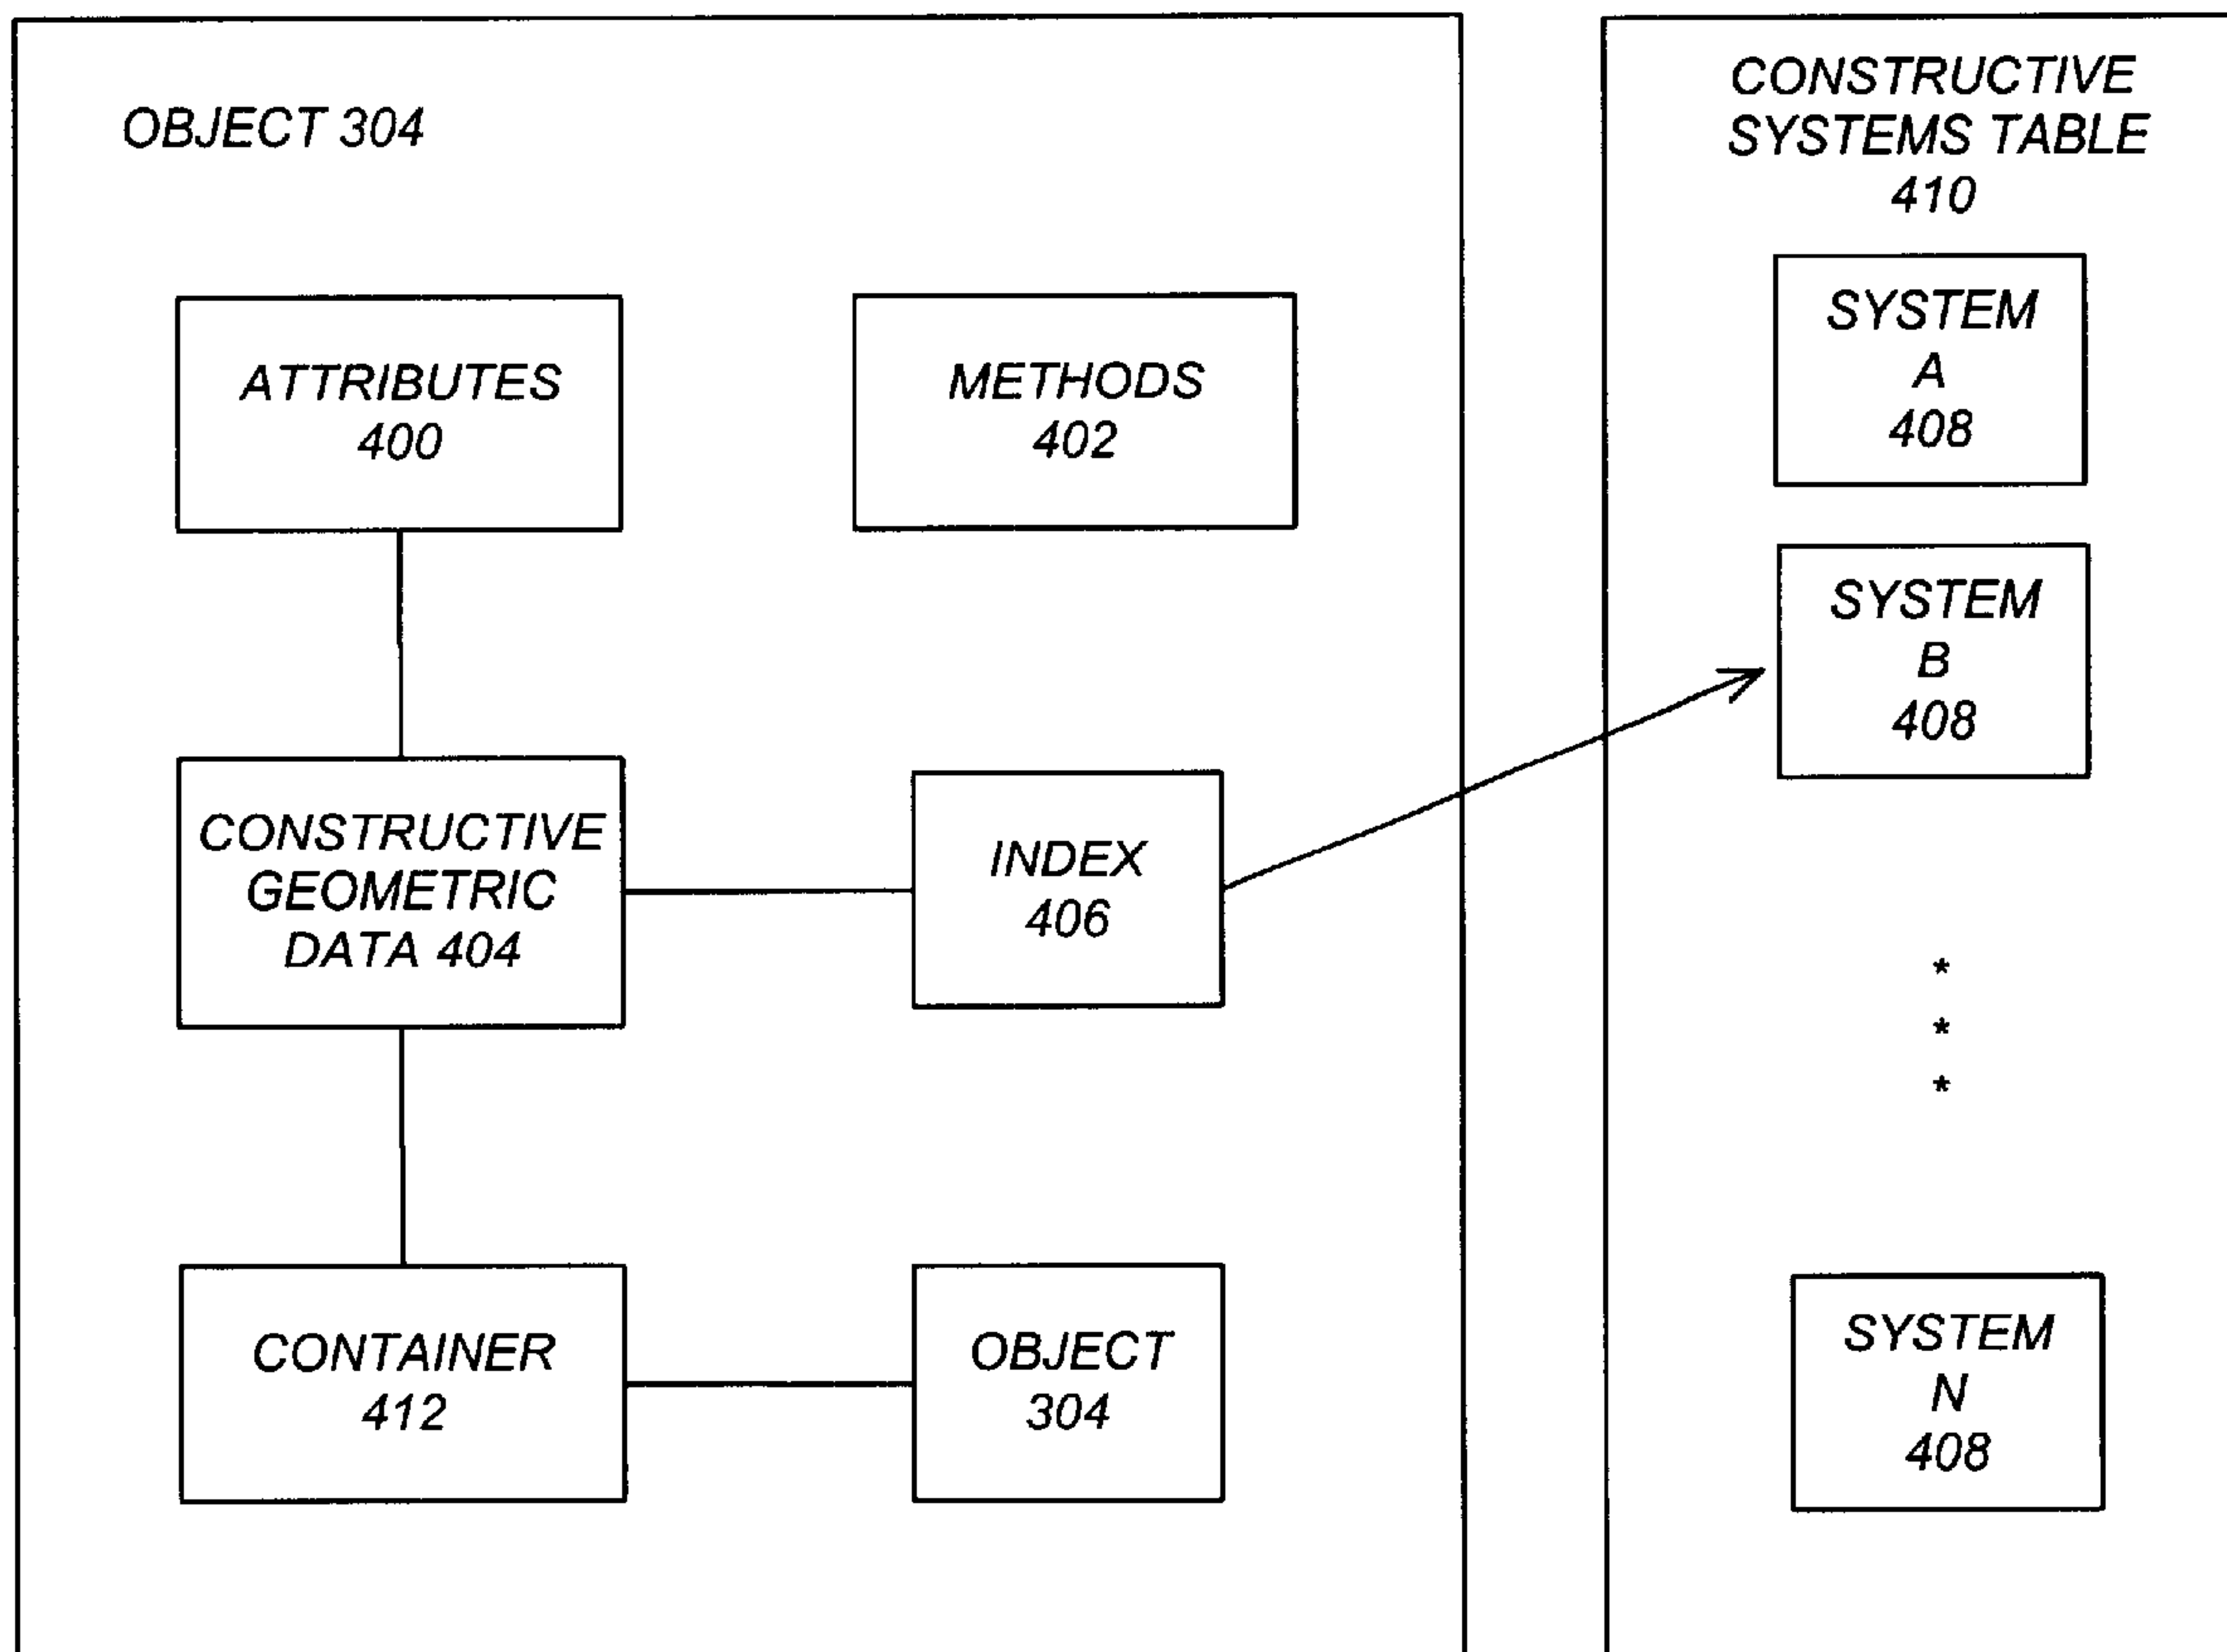 OBJECT 304
ATTRIBUTES
400
METHODS
402
CONSTRUCTIVE
GEOMETRIC
DATA 404
INDEX
406
CONTAINER
412
OBJECT
304
CONSTRUCTIVE
SYSTEMS TABLE
410
SYSTEM
A
408
SYSTEM
B
408
*
*
*
SYSTEM
N
408